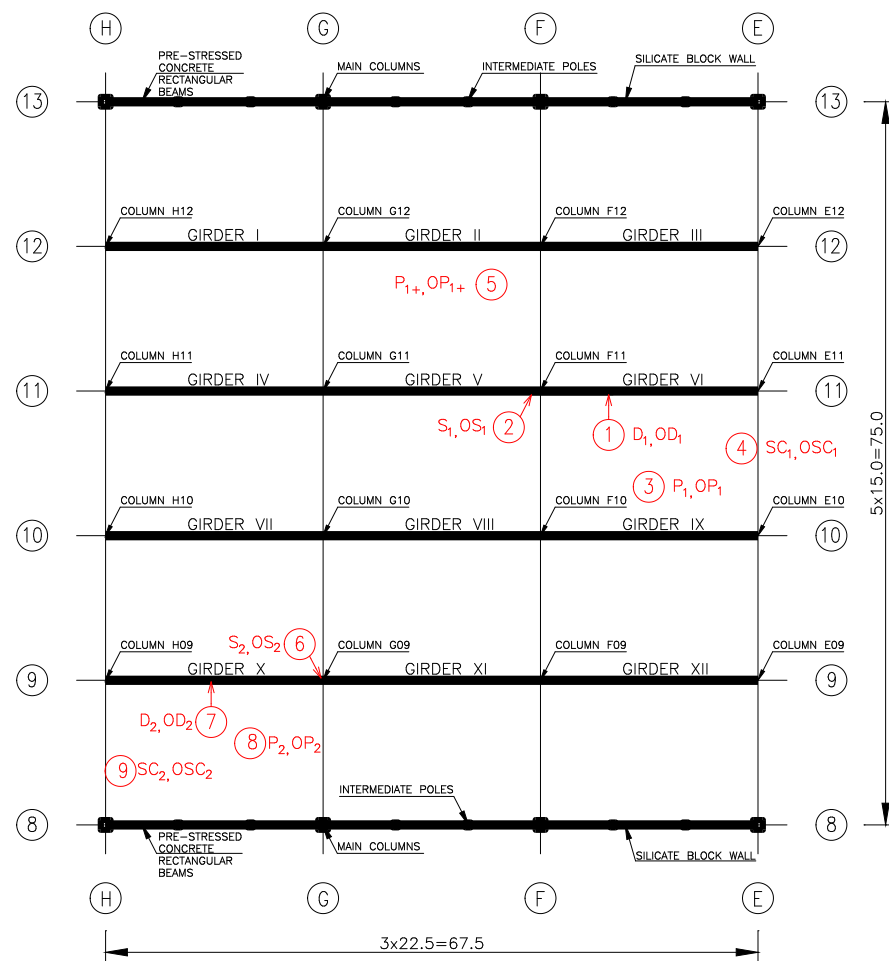 H G F E
PRE-STRESSED
CONCRETE
RECTANGULAR
BEAMS
MAIN COLUMNS
INTERMEDIATE POLES
SILICATE BLOCK WALL
13 13
COLUMN H12 COLUMN G12 COLUMN F12 COLUMN E12
12 GIRDER I GIRDER II GIRDER III 12
P1+,OP1+ 5
COLUMN H11 COLUMN G11 COLUMN F11 COLUMN E11
11 GIRDER IV GIRDER V GIRDER VI 11
S1,OS1 2
1 D1,OD1
4 SC1,OSC1
3 P1,OP1
5x15.0=75.0
COLUMN H10 COLUMN G10 COLUMN F10 COLUMN E10
10 GIRDER VII GIRDER VIII GIRDER IX 10
S2,OS2 6
COLUMN H09 COLUMN G09 COLUMN F09 COLUMN E09
9 GIRDER X GIRDER XI GIRDER XII 9
D2,OD2 7
8 P2,OP2
9 SC2,OSC2
INTERMEDIATE POLES
8 8
PRE-STRESSED
CONCRETE
RECTANGULAR
BEAMS
MAIN COLUMNS
SILICATE BLOCK WALL
H G F E
3x22.5=67.5